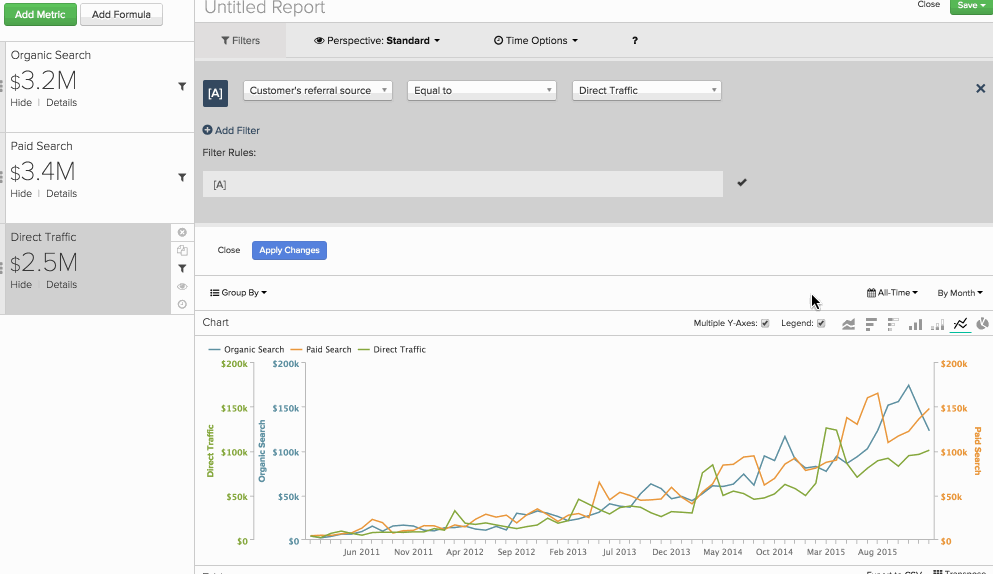 Add Metric
Add Formula
Organic Search
$3.2M
Hide | Details
Paid Search
$3.4M
Hide | Details
Direct Traffic
$2.5M
Hide | Details
Untitled Report
Close
Save
Filters
Perspective: Standard
Time Options
?
[A]
Customer's referral source
Equal to
Direct Traffic
Add Filter
Filter Rules:
[A]
Close
Apply Changes
Group By
All-Time
By Month
Chart
Multiple Y-Axes:
Legend:
Organic Search
Paid Search
Direct Traffic
$200k
$150k
$100k
$50k
$0
Direct Traffic
$200k
$150k
$100k
$50k
$0
Organic Search
$200k
$150k
$100k
$50k
$0
Paid Search
Jun 2011
Nov 2011
Apr 2012
Sep 2012
Feb 2013
Jul 2013
Dec 2013
May 2014
Oct 2014
Mar 2015
Aug 2015
Export to CSV
Transpose